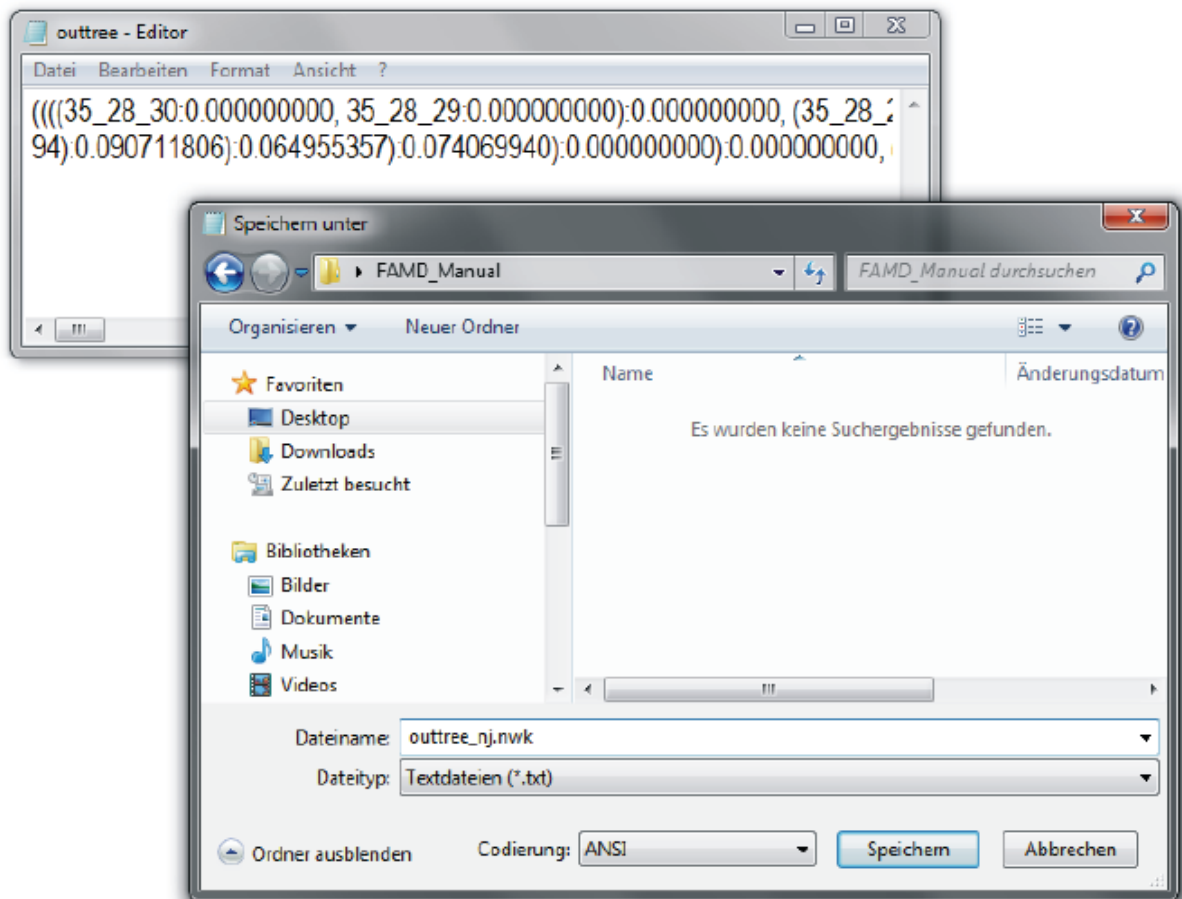 outtree - Editor
Datei Bearbeiten Format Ansicht ?
((((35_28_30:0.000000000, 35_28_29:0.000000000):0.000000000, (35_28_
94):0.090711806):0.064955357):0.074069940):0.000000000):0.000000000,
Speichern unter
FAMD_Manual
FAMD_Manual durchsuchen
Organisieren
Neuer Ordner
Favoriten
Desktop
Downloads
Zuletzt besucht
Bibliotheken
Bilder
Dokumente
Musik
Videos
Name
Änderungsdatum
Es wurden keine Suchergebnisse gefunden.
Dateiname: outtree_nj.nwk
Dateityp: Textdateien (*.txt)
Ordner ausblenden
Codierung: ANSI
Speichern
Abbrechen